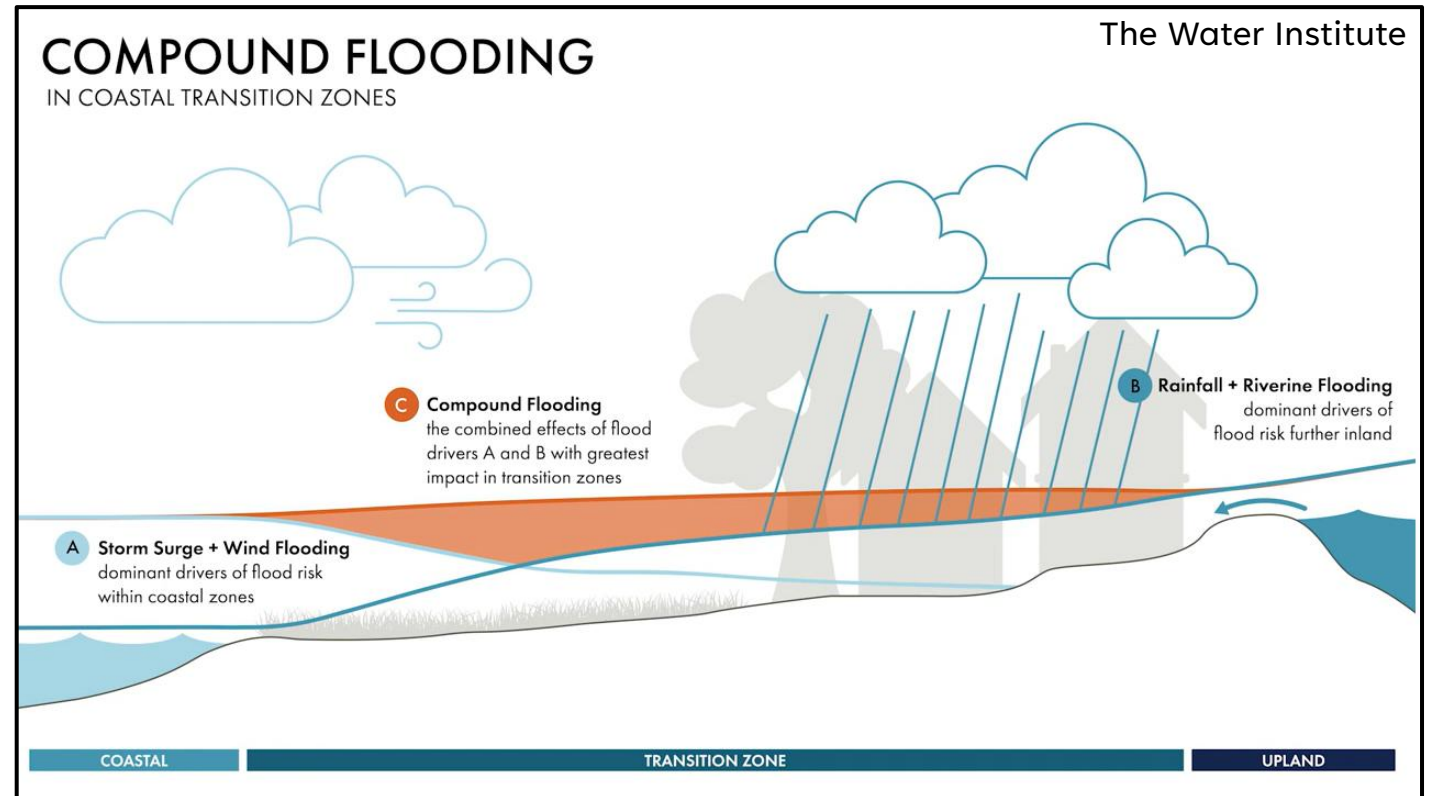 The Water Institute
COMPOUND FLOODING
IN COASTAL TRANSITION ZONES
C
Compound Flooding
the combined effects of flood
drivers A and B with greatest
impact in transition zones
B
Rainfall + Riverine Flooding
dominant drivers of
flood risk further inland
A
Storm Surge + Wind Flooding
dominant drivers of flood risk
within coastal zones
COASTAL
TRANSITION ZONE
UPLAND